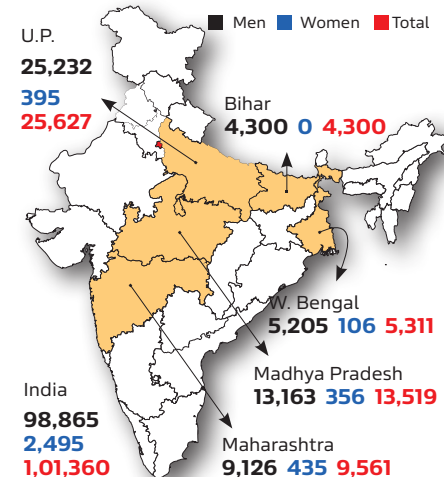 U.P.
25,232
395
25,627
Men Women Total
Bihar
4,300 0 4,300
W. Bengal
5,205 106 5,311
Madhya Pradesh
13,163 356 13,519
India
98,865
2,495
1,01,360
Maharashtra
9,126 435 9,561